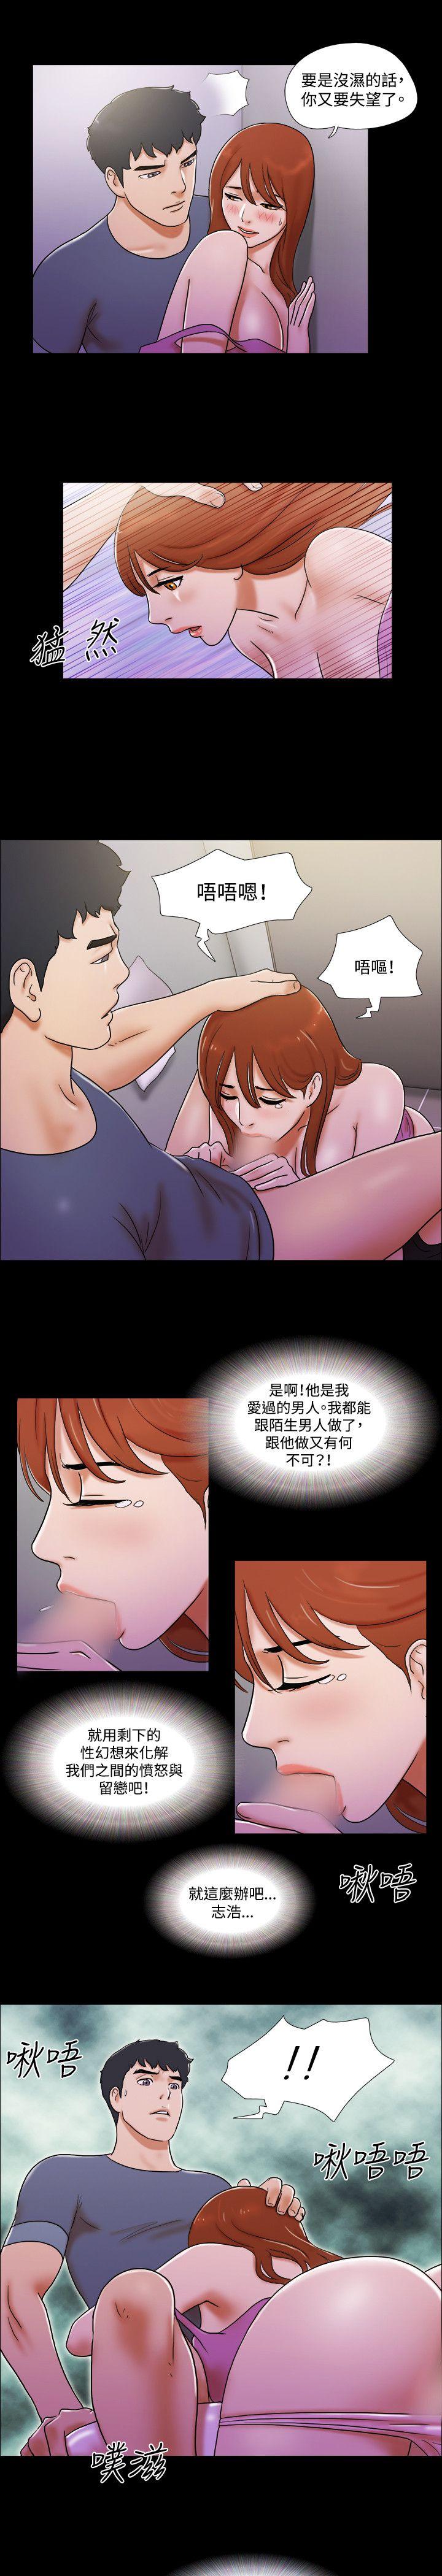 要是沒濕的話，
你又要失望了。
猛然
唔唔嗯！
唔嘔！
是啊！他是我
愛過的男人。我都能
跟陌生男人做了，
跟他做又有何
不可？！
就用剩下的
性幻想來化解
我們之間的憤怒與
留戀吧！
就這麼辦吧...
志浩...
啾唔
啾唔
！！
啾唔唔
噗滋